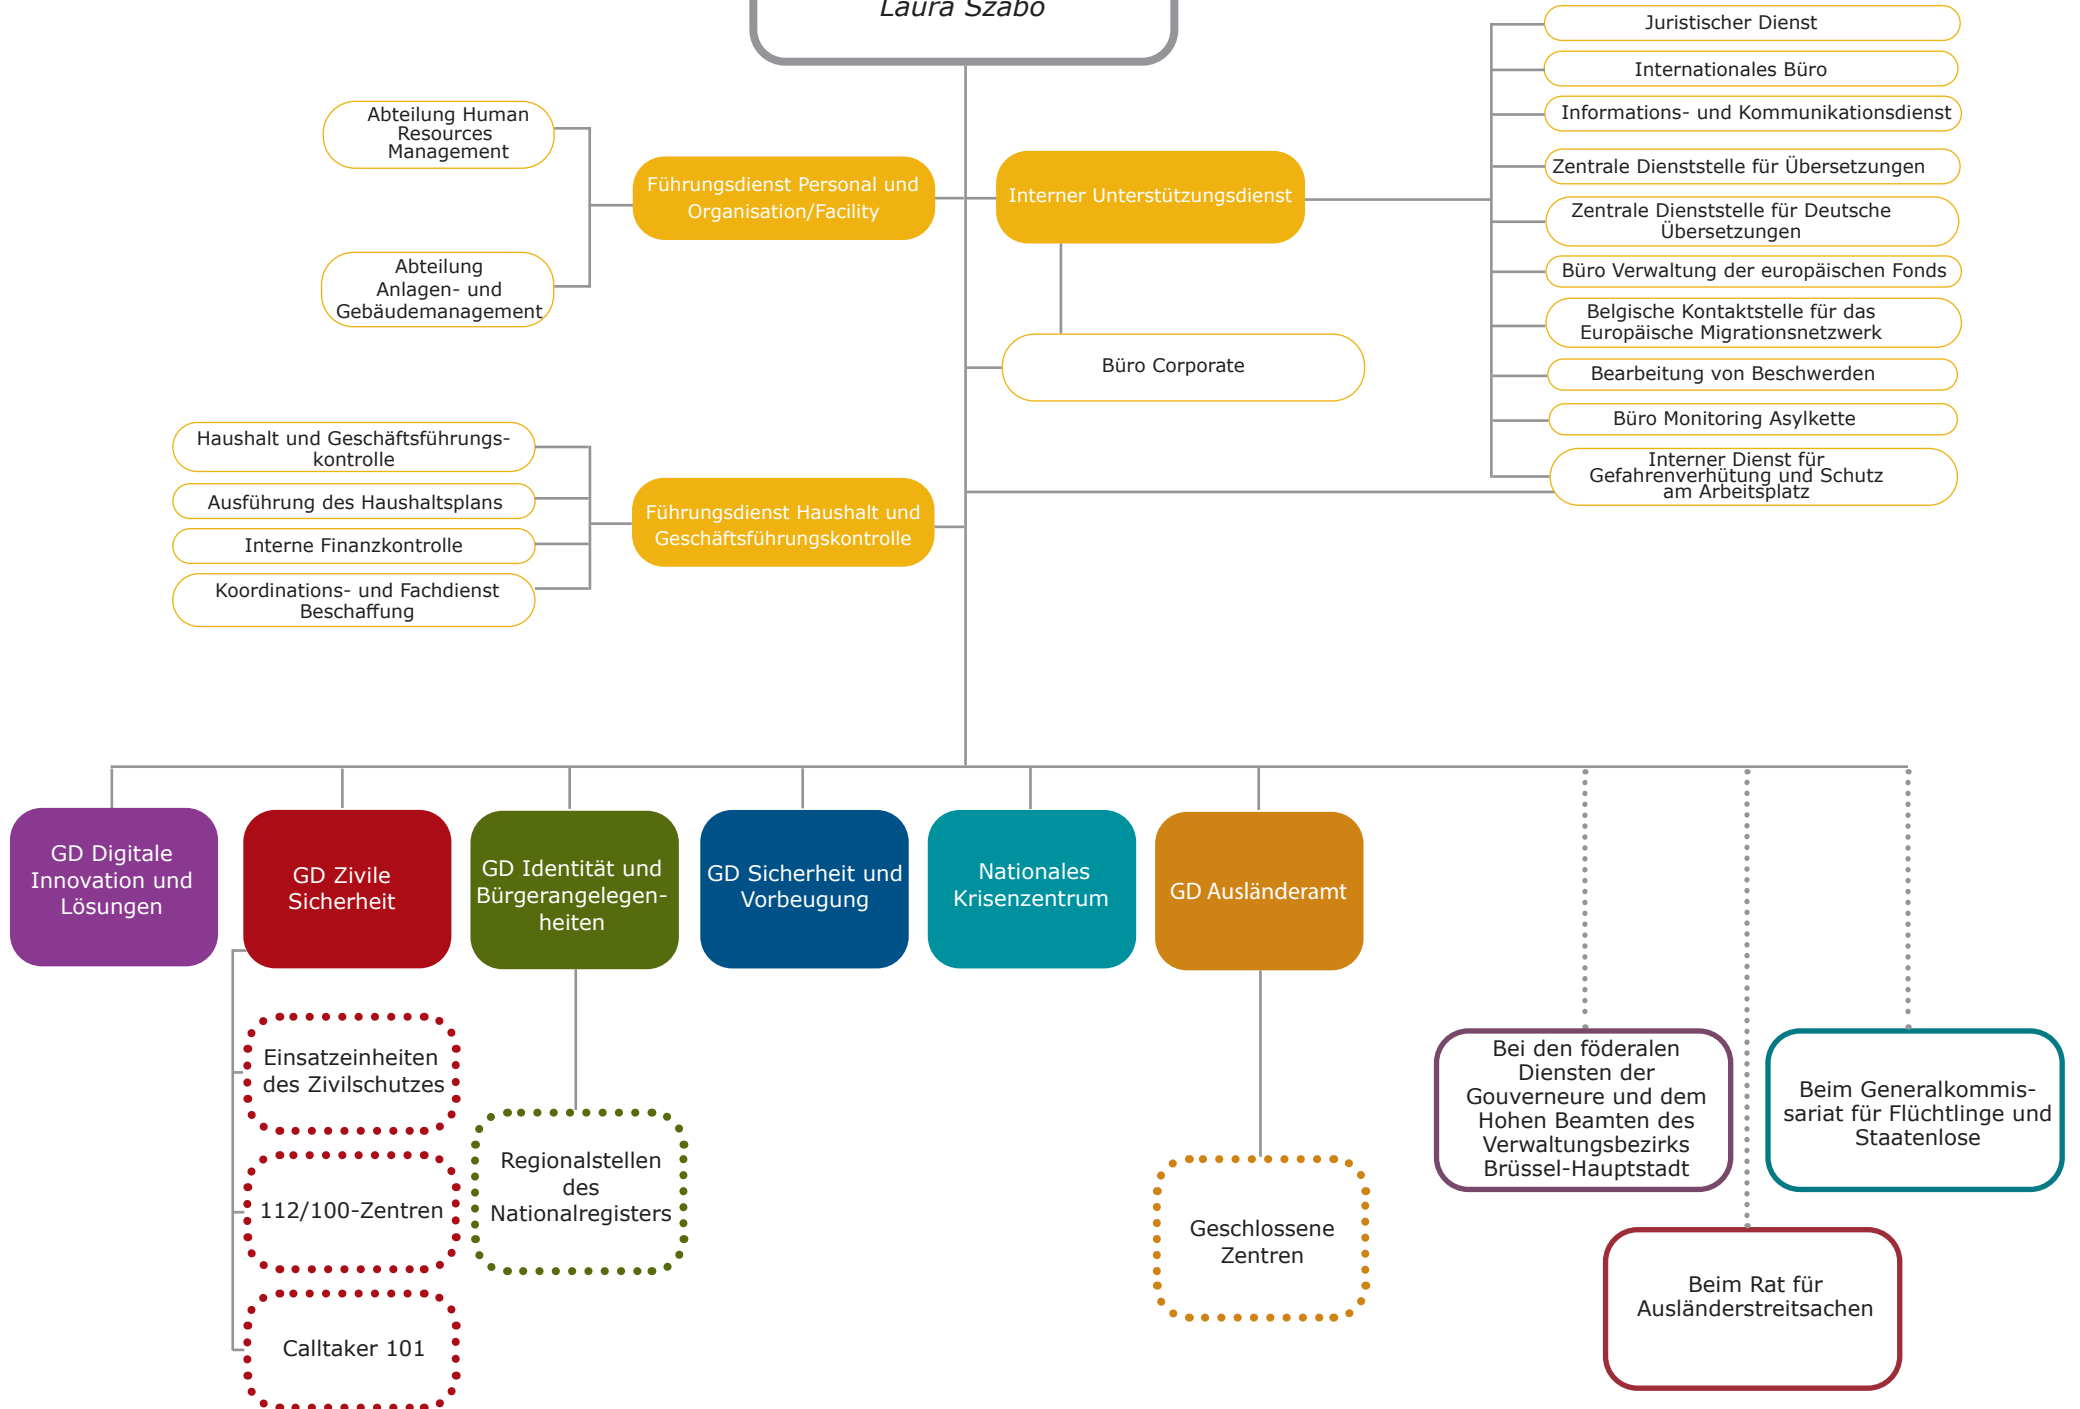 Laura Szabo
Juristischer Dienst
Internationales Büro
Informations- und Kommunikationsdienst
Zentrale Dienststelle für Übersetzungen
Zentrale Dienststelle für Deutsche
Übersetzungen
Büro Verwaltung der europäischen Fonds
Belgische Kontaktstelle für das
Europäische Migrationsnetzwerk
Bearbeitung von Beschwerden
Büro Monitoring Asylkette
Interner Dienst für
Gefahrenverhütung und Schutz
am Arbeitsplatz
Abteilung Human
Resources
Management
Abteilung
Anlagen- und
Gebäudemanagement
Führungsdienst Personal und
Organisation/Facility
Interner Unterstützungsdienst
Büro Corporate
Haushalt und Geschäftsführungs-
kontrolle
Ausführung des Haushaltsplans
Interne Finanzkontrolle
Koordinations- und Fachdienst
Beschaffung
Führungsdienst Haushalt und
Geschäftsführungskontrolle
GD Digitale
Innovation und
Lösungen
GD Zivile
Sicherheit
GD Identität und
Bürgerangelegen-
heiten
GD Sicherheit und
Vorbeugung
Nationales
Krisenzentrum
GD Ausländeramt
Einsatzeinheiten
des Zivilschutzes
112/100-Zentren
Calltaker 101
Regionalstellen
des
Nationalregisters
Geschlossene
Zentren
Bei den föderalen
Diensten der
Gouverneure und dem
Hohen Beamten des
Verwaltungsbezirks
Brüssel-Hauptstadt
Beim Generalkommis-
sariat für Flüchtlinge und
Staatenlose
Beim Rat für
Ausländerstreitsachen